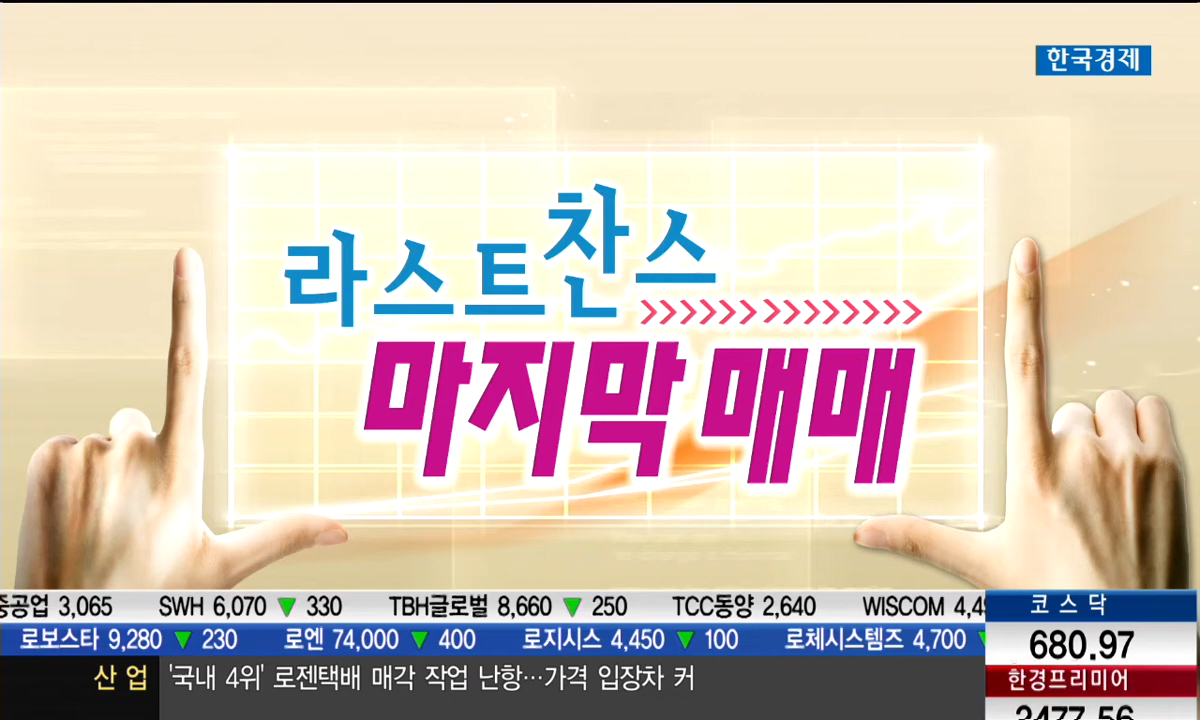 한국경제
라스트찬스
마지막 매매
중공업 3,065 SWH 6,070 ▼ 330 TBH글로벌 8,660 ▼ 250 TCC동양 2,640 WISCOM
코스닥
로보스타 9,280 ▼ 230 로엔 74,000 ▼ 400 로지시스 4,450 ▼ 100 로체시스템즈 4,700 ▼
680.97
산업 '국내 4위' 로젠택배 매각 작업 난항…가격 입장차 커
한경프리미어